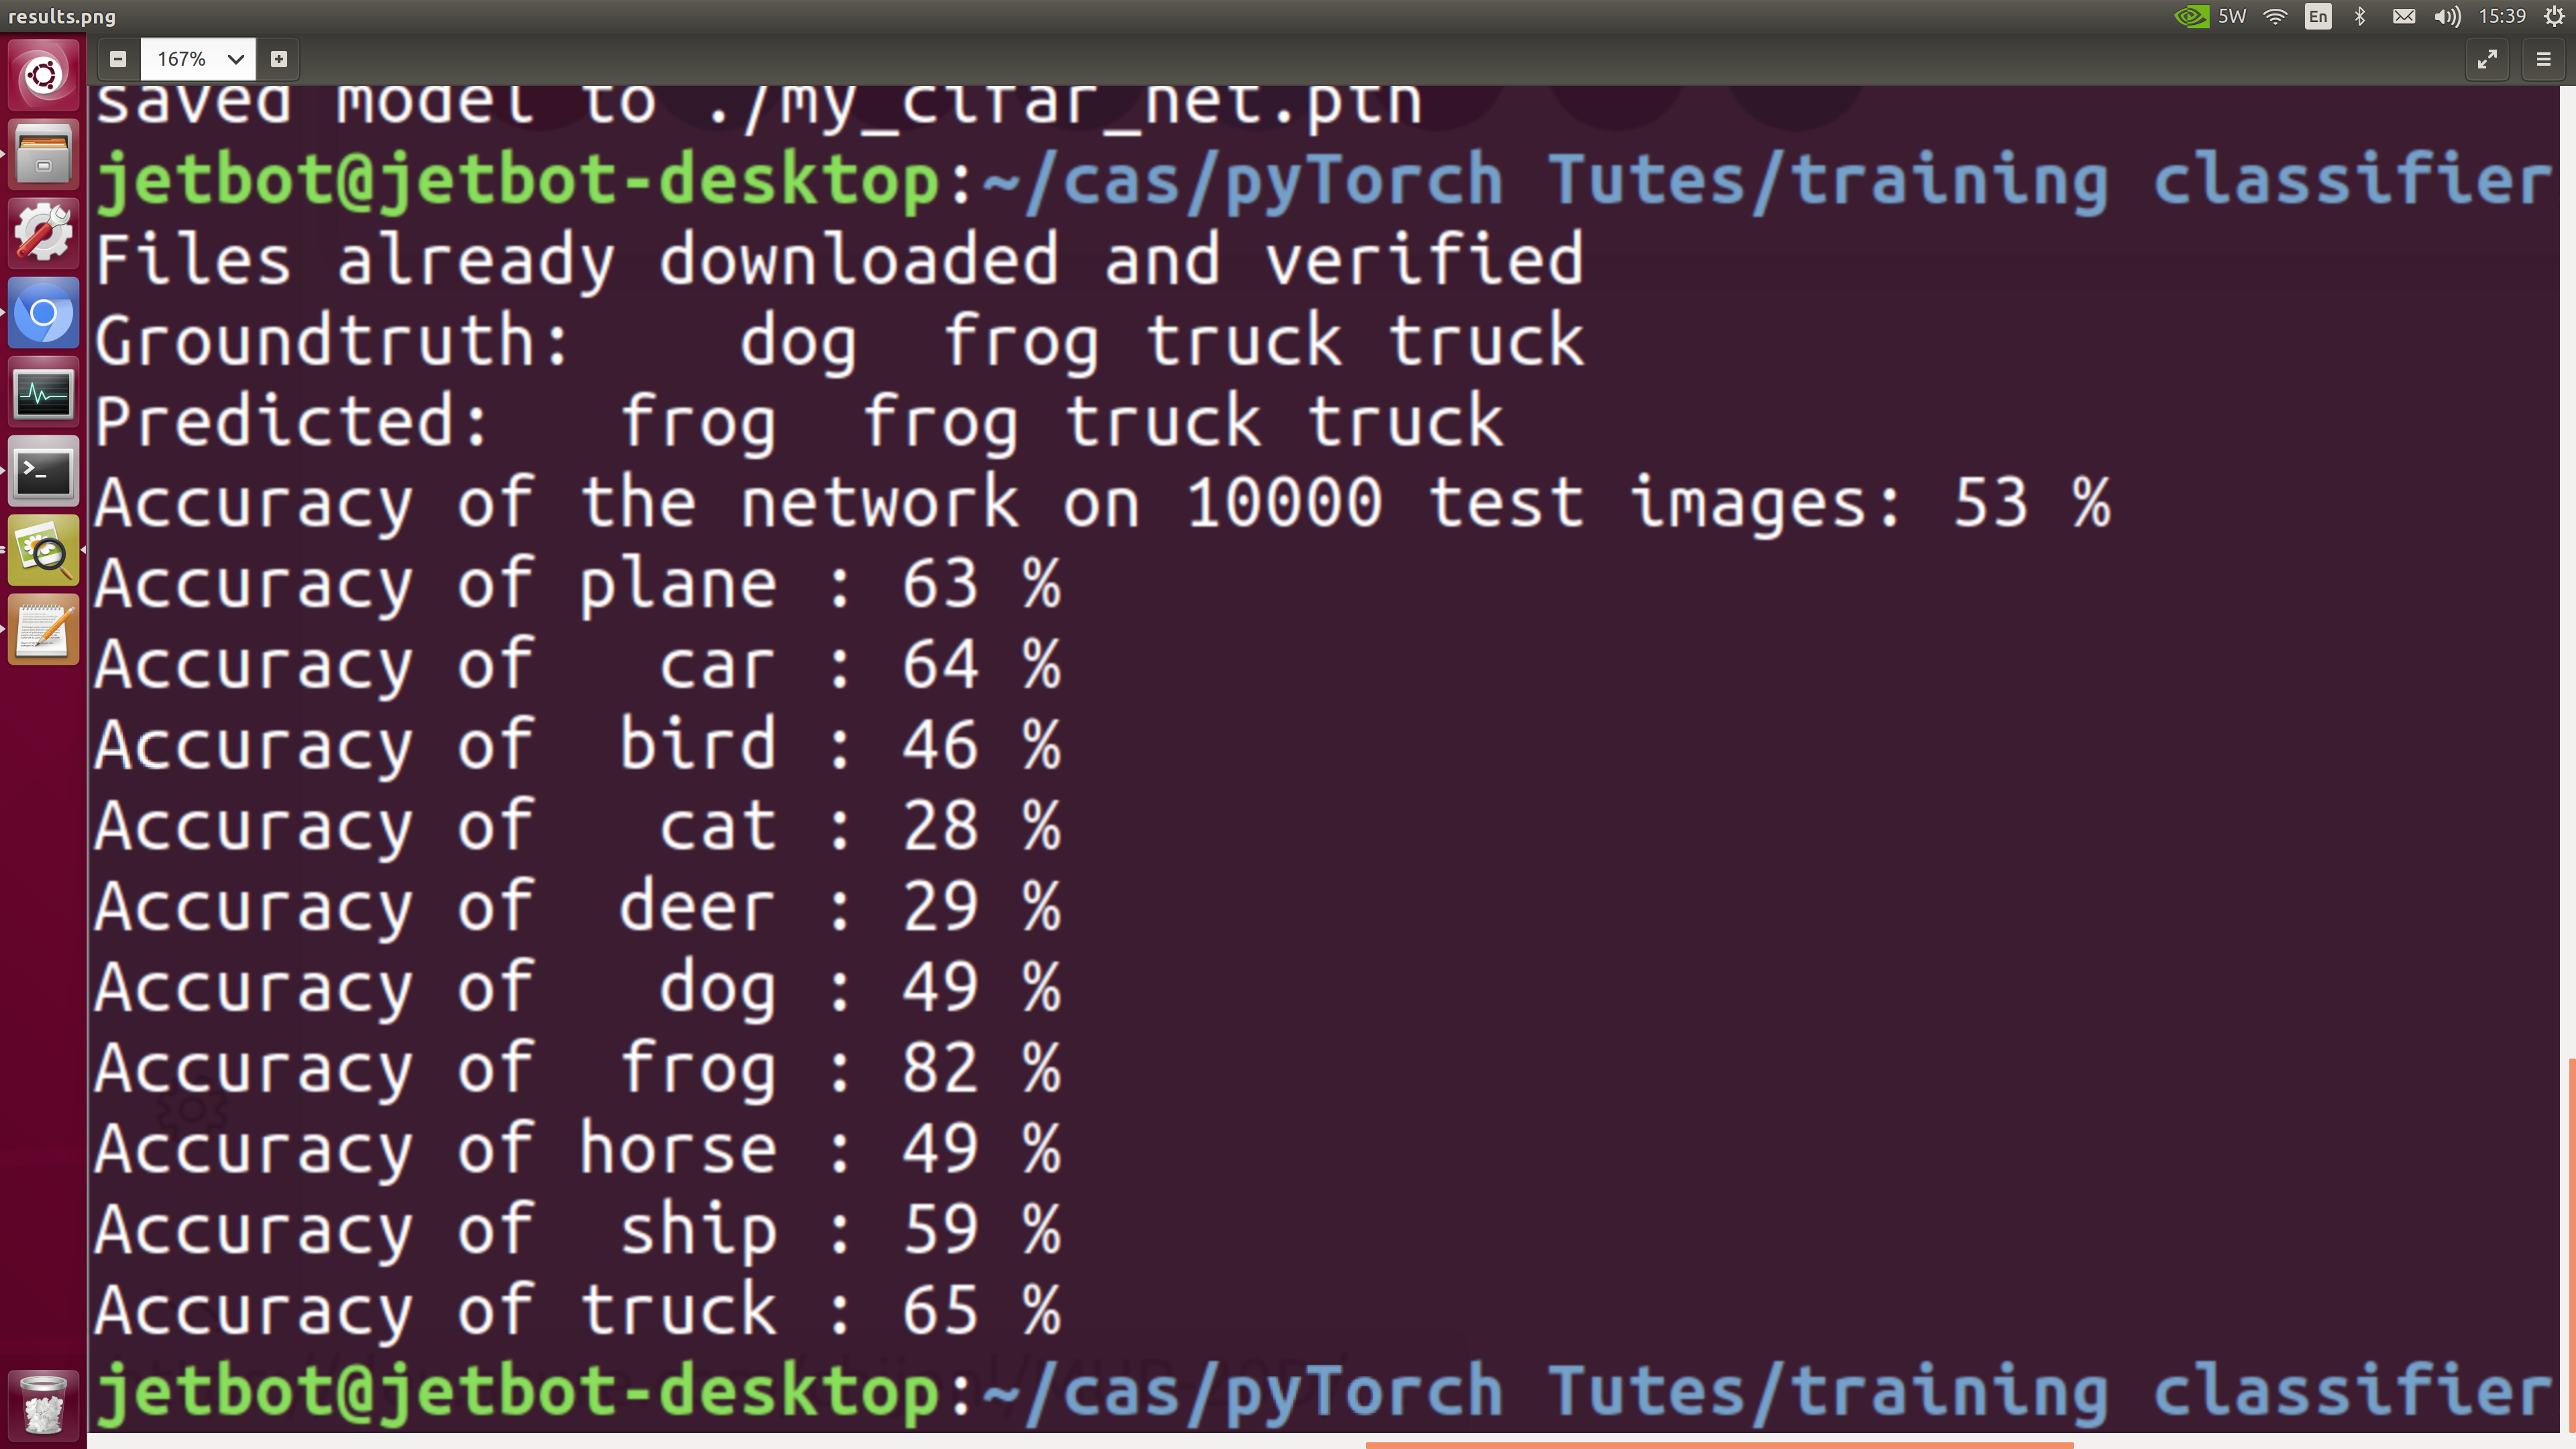 results.png
5W En 15:39
167%
saved model to ./my_cifar_net.pth
jetbot@jetbot-desktop:~/cas/pyTorch Tutes/training classifier
Files already downloaded and verified
Groundtruth:    dog  frog truck truck
Predicted:   frog  frog truck truck
Accuracy of the network on 10000 test images: 53 %
Accuracy of plane : 63 %
Accuracy of   car : 64 %
Accuracy of  bird : 46 %
Accuracy of   cat : 28 %
Accuracy of  deer : 29 %
Accuracy of   dog : 49 %
Accuracy of  frog : 82 %
Accuracy of horse : 49 %
Accuracy of  ship : 59 %
Accuracy of truck : 65 %
jetbot@jetbot-desktop:~/cas/pyTorch Tutes/training classifier